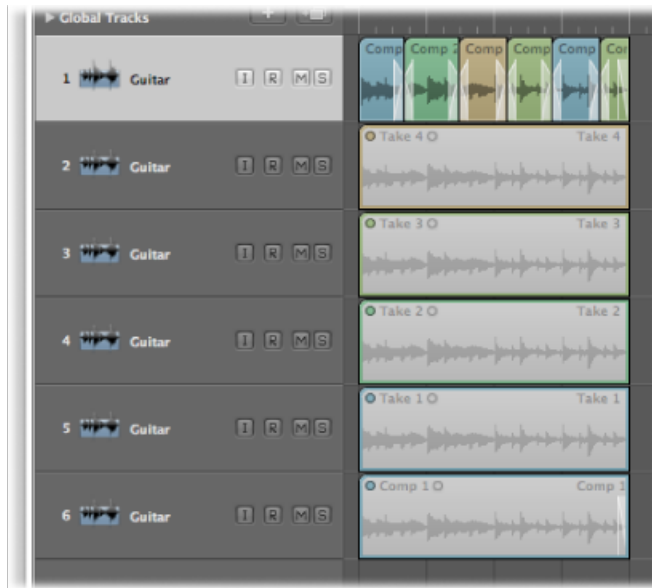 Global Tracks
1 Guitar I R M S
Comp Comp 2 Comp Comp Comp Cor
2 Guitar I R M S
Take 4 Take 4
3 Guitar I R M S
Take 3 Take 3
4 Guitar I R M S
Take 2 Take 2
5 Guitar I R M S
Take 1 Take 1
6 Guitar I R M S
Comp 1 Comp 1